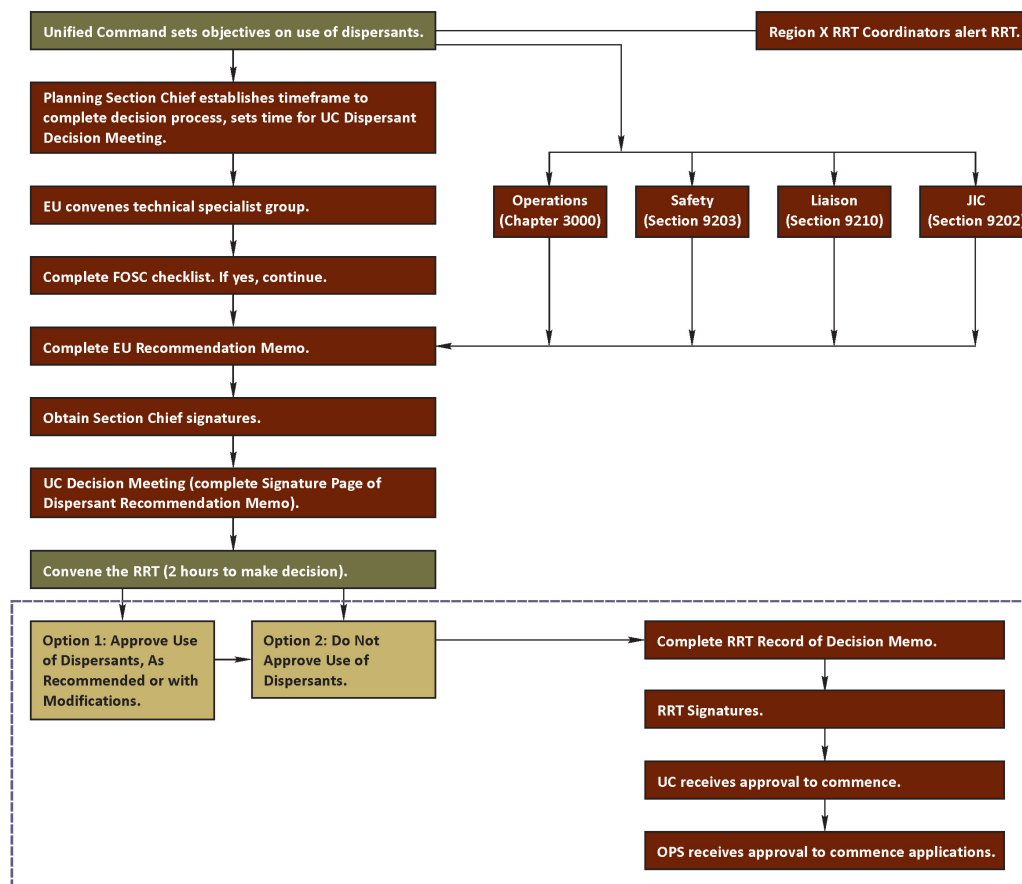 Unified Command sets objectives on use of dispersants.
Region X RRT Coordinators alert RRT.
Planning Section Chief establishes timeframe to
complete decision process, sets time for UC Dispersant
Decision Meeting.
EU convenes technical specialist group.
Operations
(Chapter 3000)
Safety
(Section 9203)
Liaison
(Section 9210)
JIC
(Section 9202)
Complete FOSC checklist. If yes, continue.
Complete EU Recommendation Memo.
Obtain Section Chief signatures.
UC Decision Meeting (complete Signature Page of
Dispersant Recommendation Memo).
Convene the RRT (2 hours to make decision).
Option 1: Approve Use
of Dispersants, As
Recommended or with
Modifications.
Option 2: Do Not
Approve Use of
Dispersants.
Complete RRT Record of Decision Memo.
RRT Signatures.
UC receives approval to commence.
OPS receives approval to commence applications.